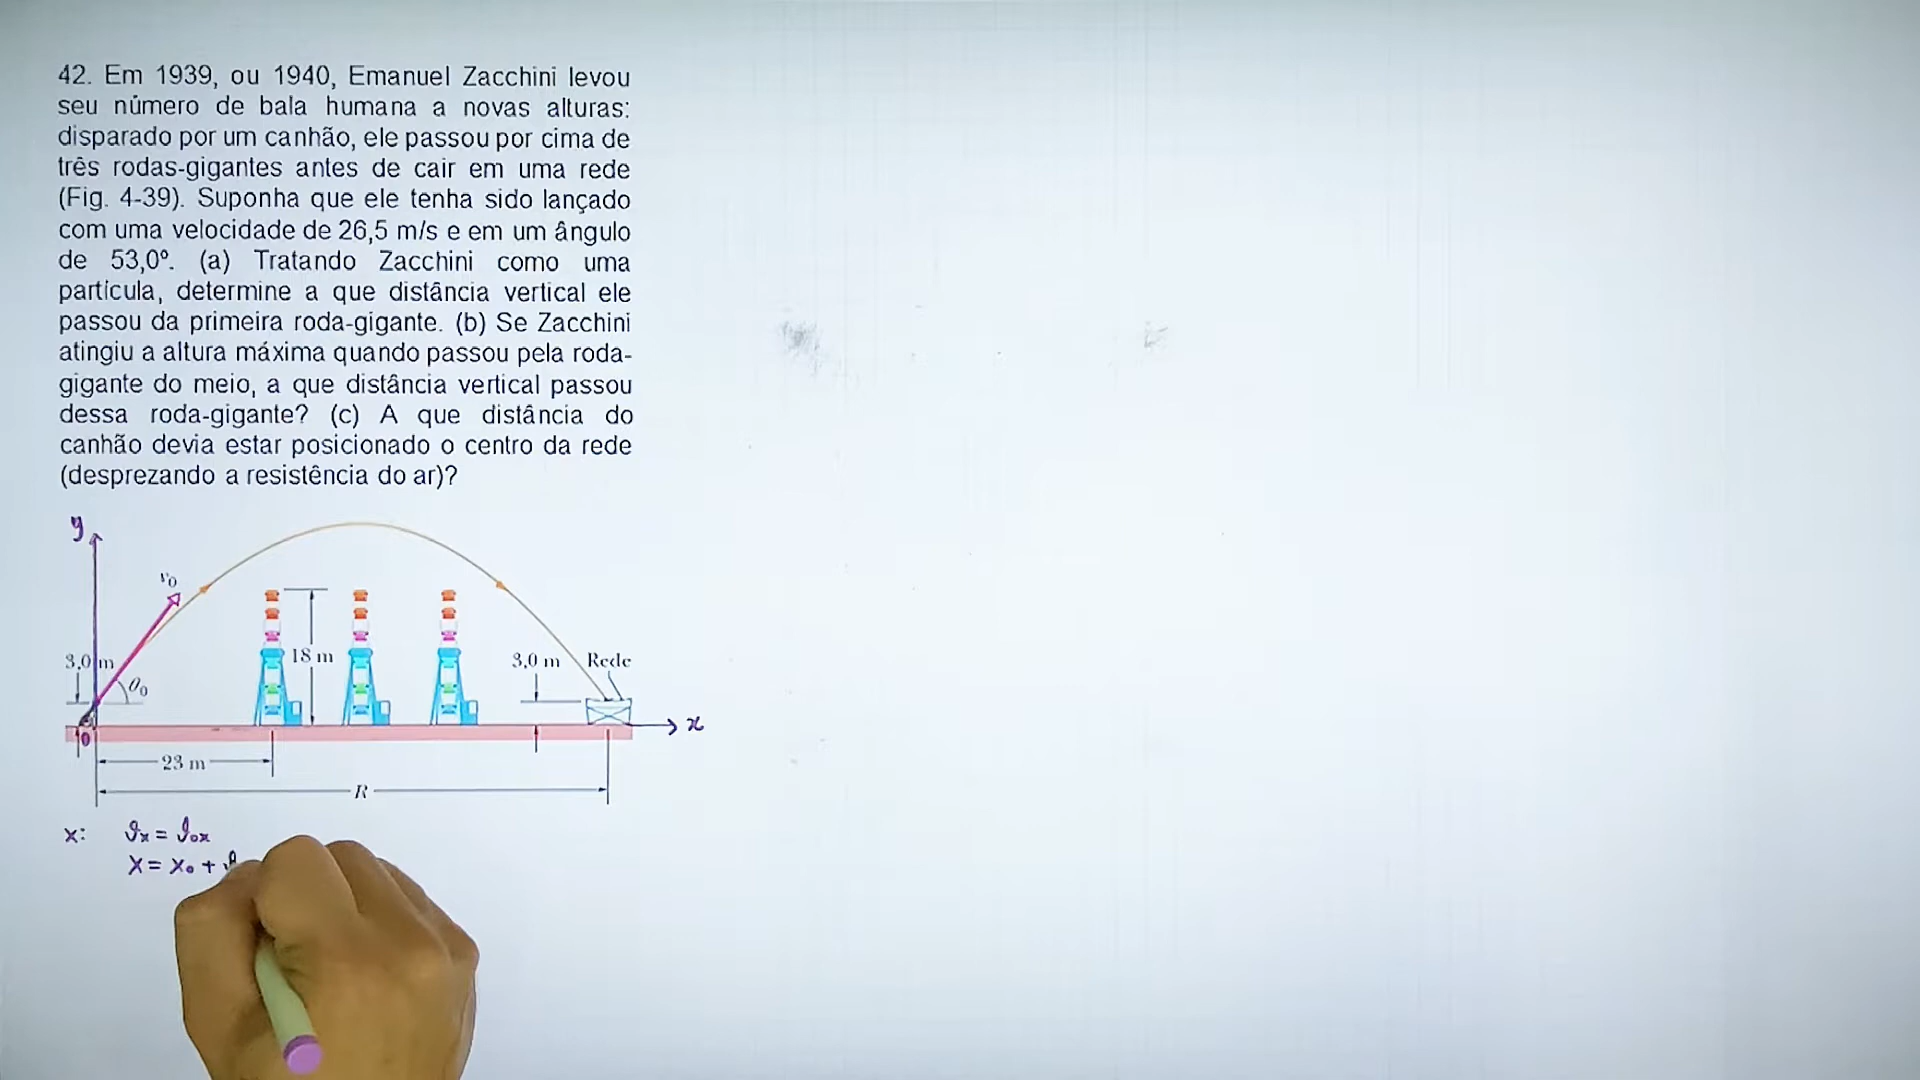 42. Em 1939, ou 1940, Emanuel Zacchini levou
seu número de bala humana a novas alturas:
disparado por um canhão, ele passou por cima de
três rodas-gigantes antes de cair em uma rede
(Fig. 4-39). Suponha que ele tenha sido lançado
com uma velocidade de 26,5 m/s e em um ângulo
de 53,0º. (a) Tratando Zacchini como uma
partícula, determine a que distância vertical ele
passou da primeira roda-gigante. (b) Se Zacchini
atingiu a altura máxima quando passou pela roda-
gigante do meio, a que distância vertical passou
dessa roda-gigante? (c) A que distância do
canhão devia estar posicionado o centro da rede
(desprezando a resistência do ar)?
y
v0
3,0 m
θ0
18 m
3,0 m
Rede
0
x
23 m
R
x: ϑx = ϑ0x
x = x0 +